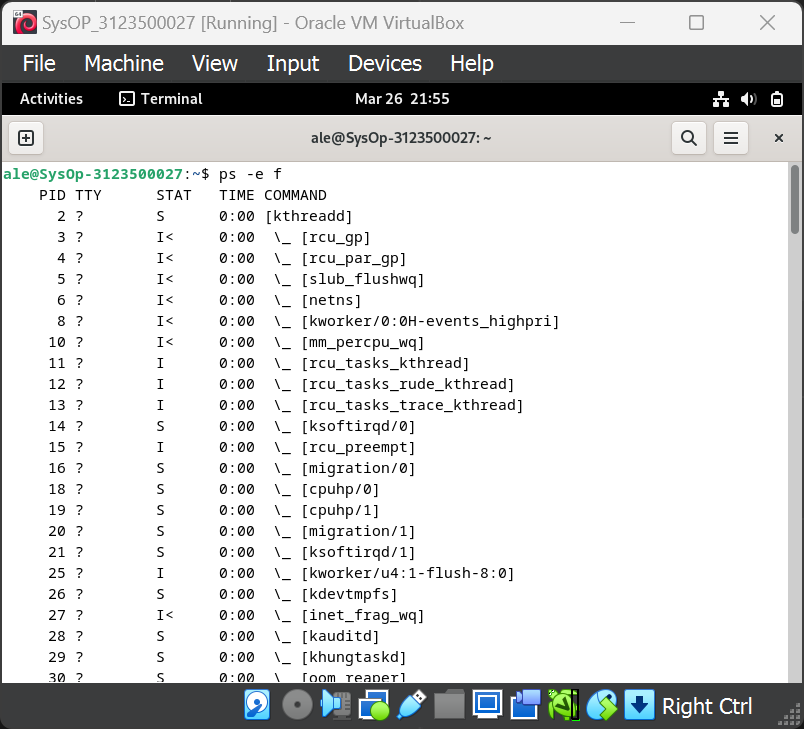 64
SysOP_3123500027 [Running] - Oracle VM VirtualBox
File Machine View Input Devices Help
Activities Terminal Mar 26 21:55
ale@SysOp-3123500027: ~
ale@SysOp-3123500027:~$ ps -e f
PID TTY STAT TIME COMMAND
2 ? S 0:00 [kthreadd]
3 ? I< 0:00 \_ [rcu_gp]
4 ? I< 0:00 \_ [rcu_par_gp]
5 ? I< 0:00 \_ [slub_flushwq]
6 ? I< 0:00 \_ [netns]
8 ? I< 0:00 \_ [kworker/0:0H-events_highpri]
10 ? I< 0:00 \_ [mm_percpu_wq]
11 ? I 0:00 \_ [rcu_tasks_kthread]
12 ? I 0:00 \_ [rcu_tasks_rude_kthread]
13 ? I 0:00 \_ [rcu_tasks_trace_kthread]
14 ? S 0:00 \_ [ksoftirqd/0]
15 ? I 0:00 \_ [rcu_preempt]
16 ? S 0:00 \_ [migration/0]
18 ? S 0:00 \_ [cpuhp/0]
19 ? S 0:00 \_ [cpuhp/1]
20 ? S 0:00 \_ [migration/1]
21 ? S 0:00 \_ [ksoftirqd/1]
25 ? I 0:00 \_ [kworker/u4:1-flush-8:0]
26 ? S 0:00 \_ [kdevtmpfs]
27 ? I< 0:00 \_ [inet_frag_wq]
28 ? S 0:00 \_ [kauditd]
29 ? S 0:00 \_ [khungtaskd]
30 ? S 0:00 \_ [oom_reaper]
Right Ctrl